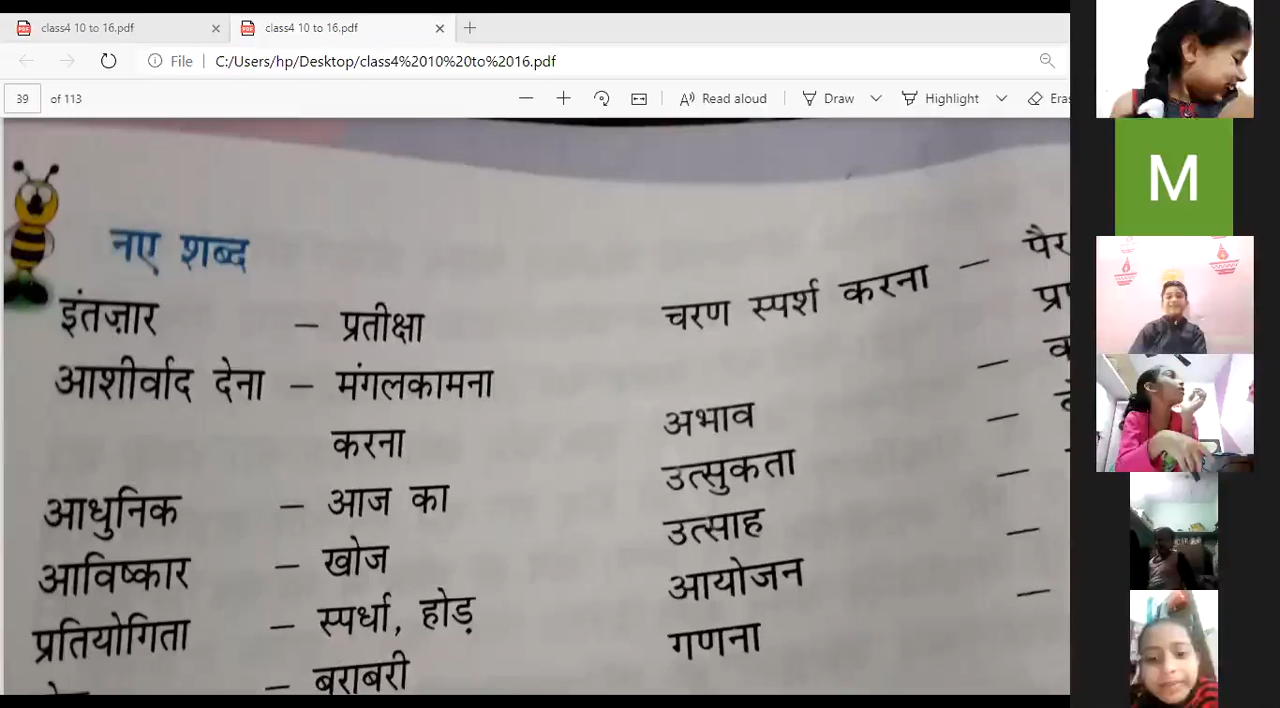 class4 10 to 16.pdf
class4 10 to 16.pdf
File
C:/Users/hp/Desktop/class4%2010%20to%2016.pdf
39 of 113
Read aloud
Draw
Highlight
M
नए शब्द
इंतज़ार – प्रतीक्षा
आशीर्वाद देना – मंगलकामना
करना
आधुनिक – आज का
आविष्कार – खोज
प्रतियोगिता – स्पर्धा, होड़
– बराबरी
चरण स्पर्श करना – पैर
–
अभाव –
उत्सुकता –
उत्साह –
आयोजन –
गणना